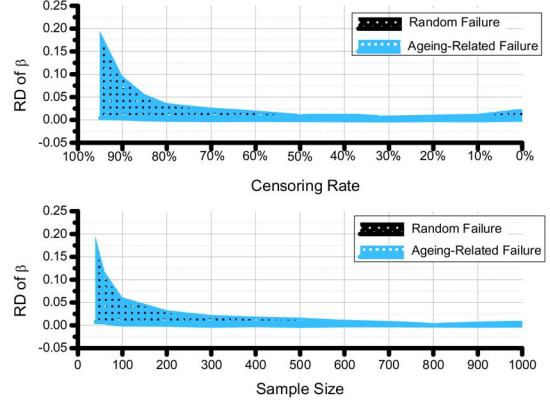 0.25
0.20
0.15
0.10
0.05
0.00
-0.05
RD of β
Random Failure
Ageing-Related Failure
100% 90% 80% 70% 60% 50% 40% 30% 20% 10% 0%
Censoring Rate
0.25
0.20
0.15
0.10
0.05
0.00
-0.05
RD of β
Random Failure
Ageing-Related Failure
0 100 200 300 400 500 600 700 800 900 1000
Sample Size